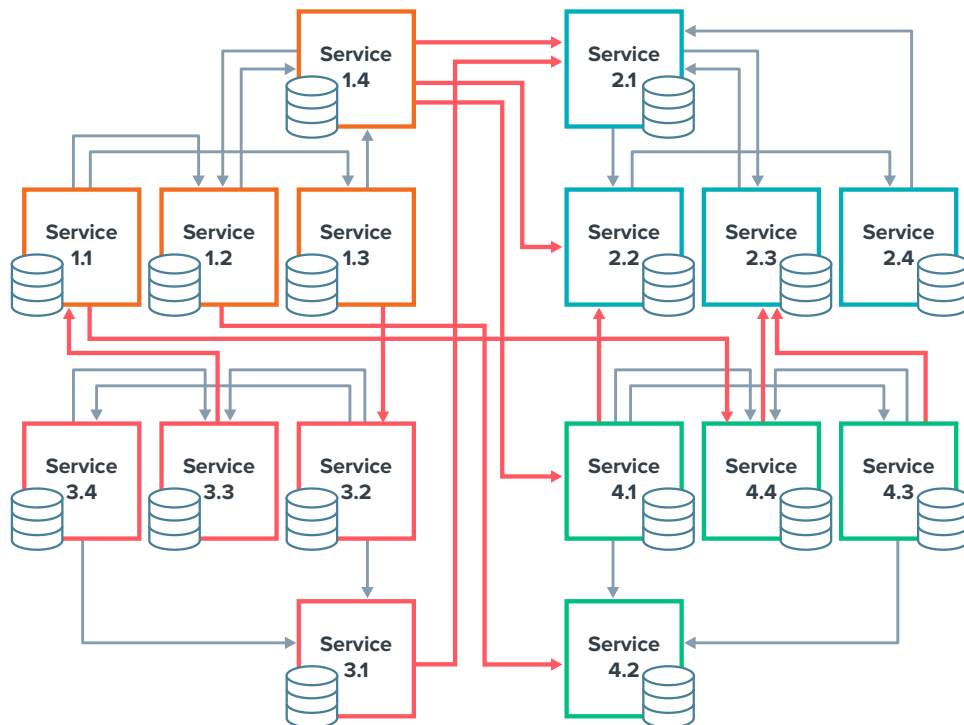 Service
1.4
Service
2.1
Service
1.1
Service
1.2
Service
1.3
Service
2.2
Service
2.3
Service
2.4
Service
3.4
Service
3.3
Service
3.2
Service
4.1
Service
4.4
Service
4.3
Service
3.1
Service
4.2